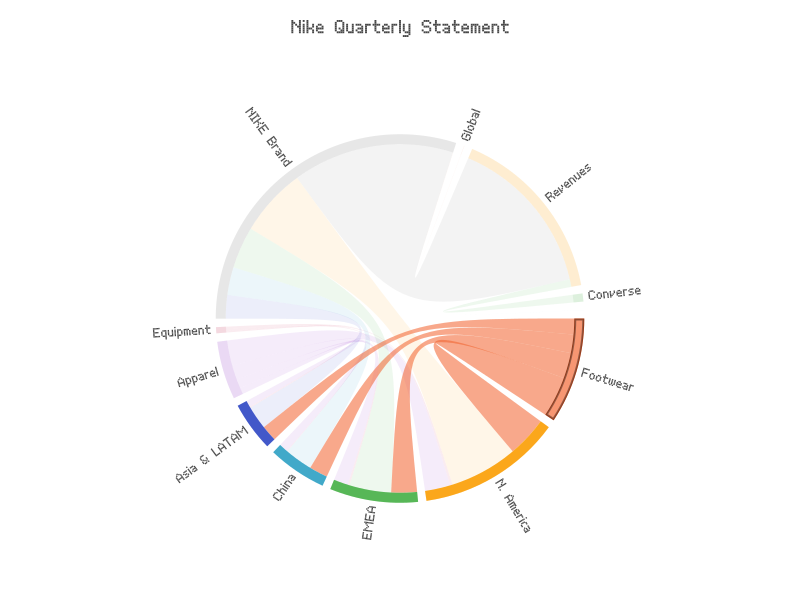 Nike Quarterly Statement
Global
NIKE Brand
Revenues
Converse
Equipment
Footwear
Apparel
Asia & LATAM
China
N. America
EMEA